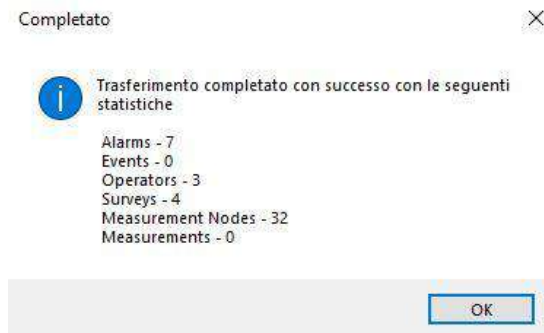 Completato
Trasferimento completato con successo con le seguenti
statistiche
Alarms - 7
Events - 0
Operators - 3
Surveys - 4
Measurement Nodes - 32
Measurements - 0
OK